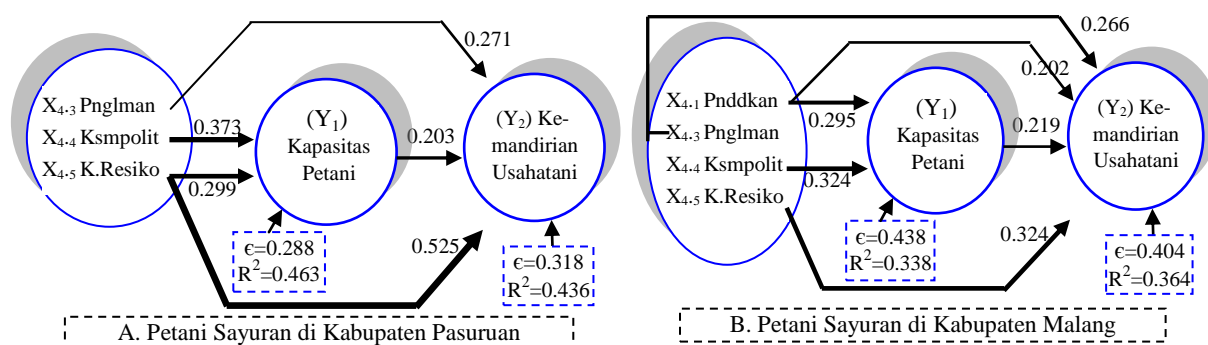 0.271
X4.3 Pnglman
X4.4 Ksmpolit
X4.5 K.Resiko
0.373
0.299
(Y1)
Kapasitas
Petani
0.203
(Y2) Ke-
mandirian
Usahatani
0.525
є=0.288
R²=0.463
є=0.318
R²=0.436
A. Petani Sayuran di Kabupaten Pasuruan
0.266
0.202
X4.1 Pnddkan
X4.3 Pnglman
X4.4 Ksmpolit
X4.5 K.Resiko
0.295
0.324
(Y1)
Kapasitas
Petani
0.219
(Y2) Ke-
mandirian
Usahatani
0.324
є=0.438
R²=0.338
є=0.404
R²=0.364
B. Petani Sayuran di Kabupaten Malang